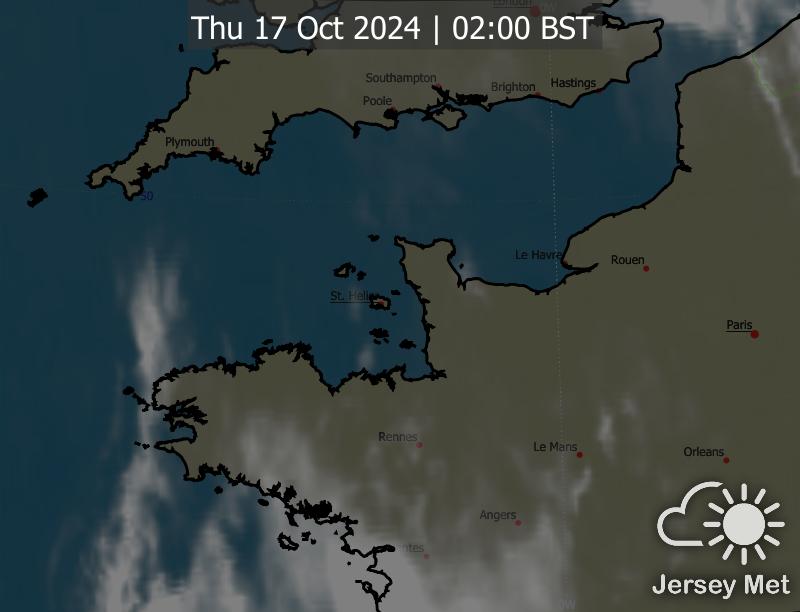 London
Thu 17 Oct 2024 | 02:00 BST
Southampton
Brighton
Hastings
Poole
Plymouth
50
Le Havre
Rouen
St. Helier
Paris
Rennes
Le Mans
Orleans
Angers
ntes
Jersey Met